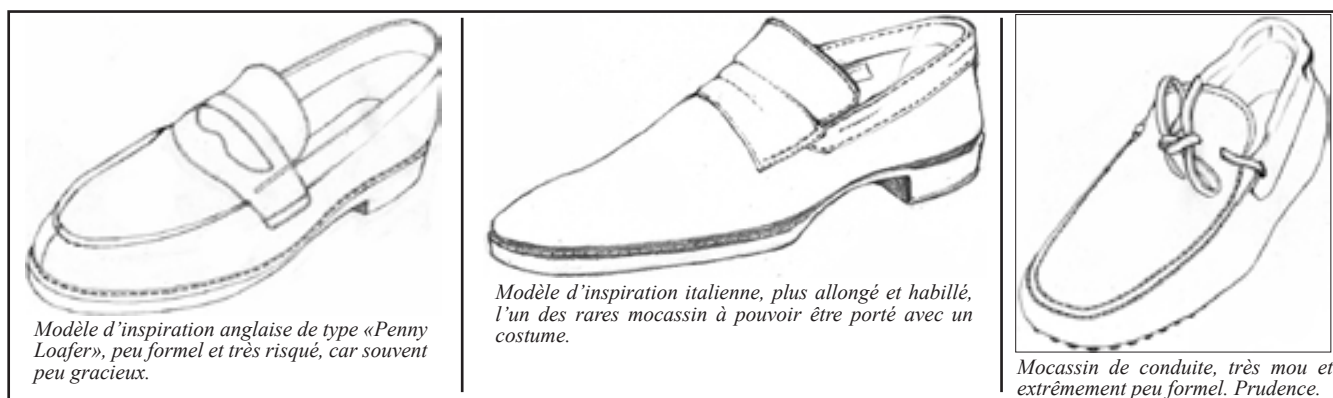 Modèle d’inspiration anglaise de type «Penny
Loafer», peu formel et très risqué, car souvent
peu gracieux.
Modèle d’inspiration italienne, plus allongé et habillé,
l’un des rares mocassin à pouvoir être porté avec un
costume.
Mocassin de conduite, très mou et
extrêmement peu formel. Prudence.